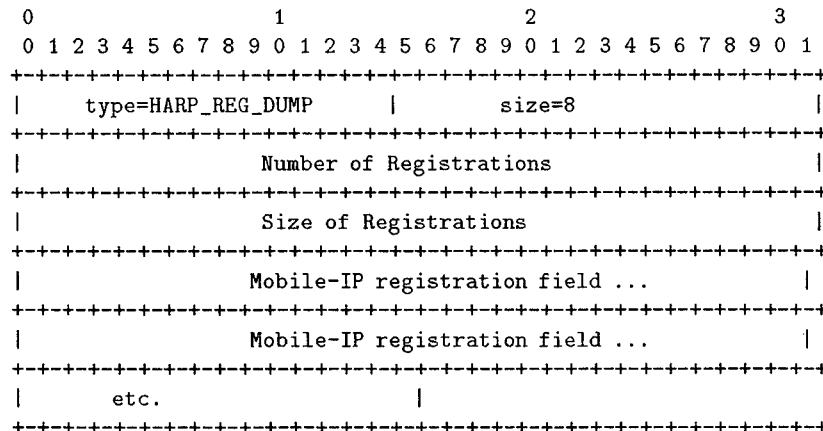 0 1 2 3
0 1 2 3 4 5 6 7 8 9 0 1 2 3 4 5 6 7 8 9 0 1 2 3 4 5 6 7 8 9 0 1
+-+-+-+-+-+-+-+-+-+-+-+-+-+-+-+-+-+-+-+-+-+-+-+-+-+-+-+-+-+-+-+-+
| type=HARP_REG_DUMP | size=8 |
+-+-+-+-+-+-+-+-+-+-+-+-+-+-+-+-+-+-+-+-+-+-+-+-+-+-+-+-+-+-+-+-+
| Number of Registrations |
+-+-+-+-+-+-+-+-+-+-+-+-+-+-+-+-+-+-+-+-+-+-+-+-+-+-+-+-+-+-+-+-+
| Size of Registrations |
+-+-+-+-+-+-+-+-+-+-+-+-+-+-+-+-+-+-+-+-+-+-+-+-+-+-+-+-+-+-+-+-+
| Mobile-IP registration field ... |
+-+-+-+-+-+-+-+-+-+-+-+-+-+-+-+-+-+-+-+-+-+-+-+-+-+-+-+-+-+-+-+-+
| Mobile-IP registration field ... |
+-+-+-+-+-+-+-+-+-+-+-+-+-+-+-+-+-+-+-+-+-+-+-+-+-+-+-+-+-+-+-+-+
| etc. |
+-+-+-+-+-+-+-+-+-+-+-+-+-+-+-+-+-+-+-+-+-+-+-+-+-+-+-+-+-+-+-+-+